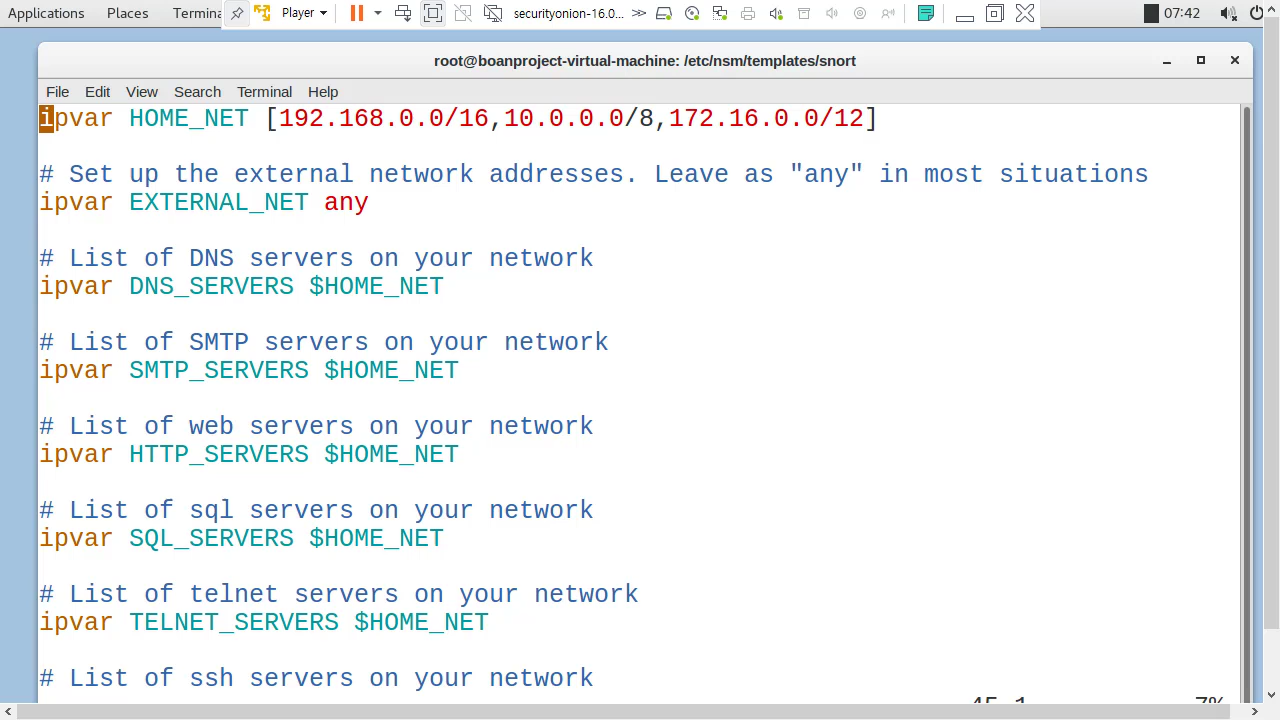 Applications Places Termina Player securityonion-16.0... >> 07:42
root@boanproject-virtual-machine: /etc/nsm/templates/snort
File Edit View Search Terminal Help
ipvar HOME_NET [192.168.0.0/16,10.0.0.0/8,172.16.0.0/12]
# Set up the external network addresses. Leave as "any" in most situations
ipvar EXTERNAL_NET any
# List of DNS servers on your network
ipvar DNS_SERVERS $HOME_NET
# List of SMTP servers on your network
ipvar SMTP_SERVERS $HOME_NET
# List of web servers on your network
ipvar HTTP_SERVERS $HOME_NET
# List of sql servers on your network
ipvar SQL_SERVERS $HOME_NET
# List of telnet servers on your network
ipvar TELNET_SERVERS $HOME_NET
# List of ssh servers on your network